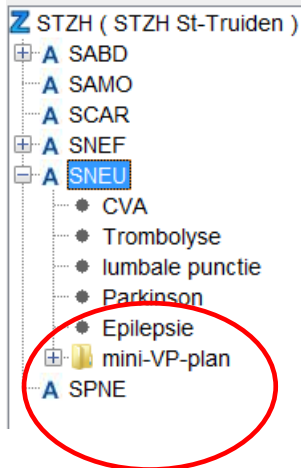 STZH ( STZH St-Truiden )
A SABD
A SAMO
A SCAR
A SNEF
A SNEU
CVA
Trombolyse
lumbale punctie
Parkinson
Epilepsie
mini-VP-plan
A SPNE